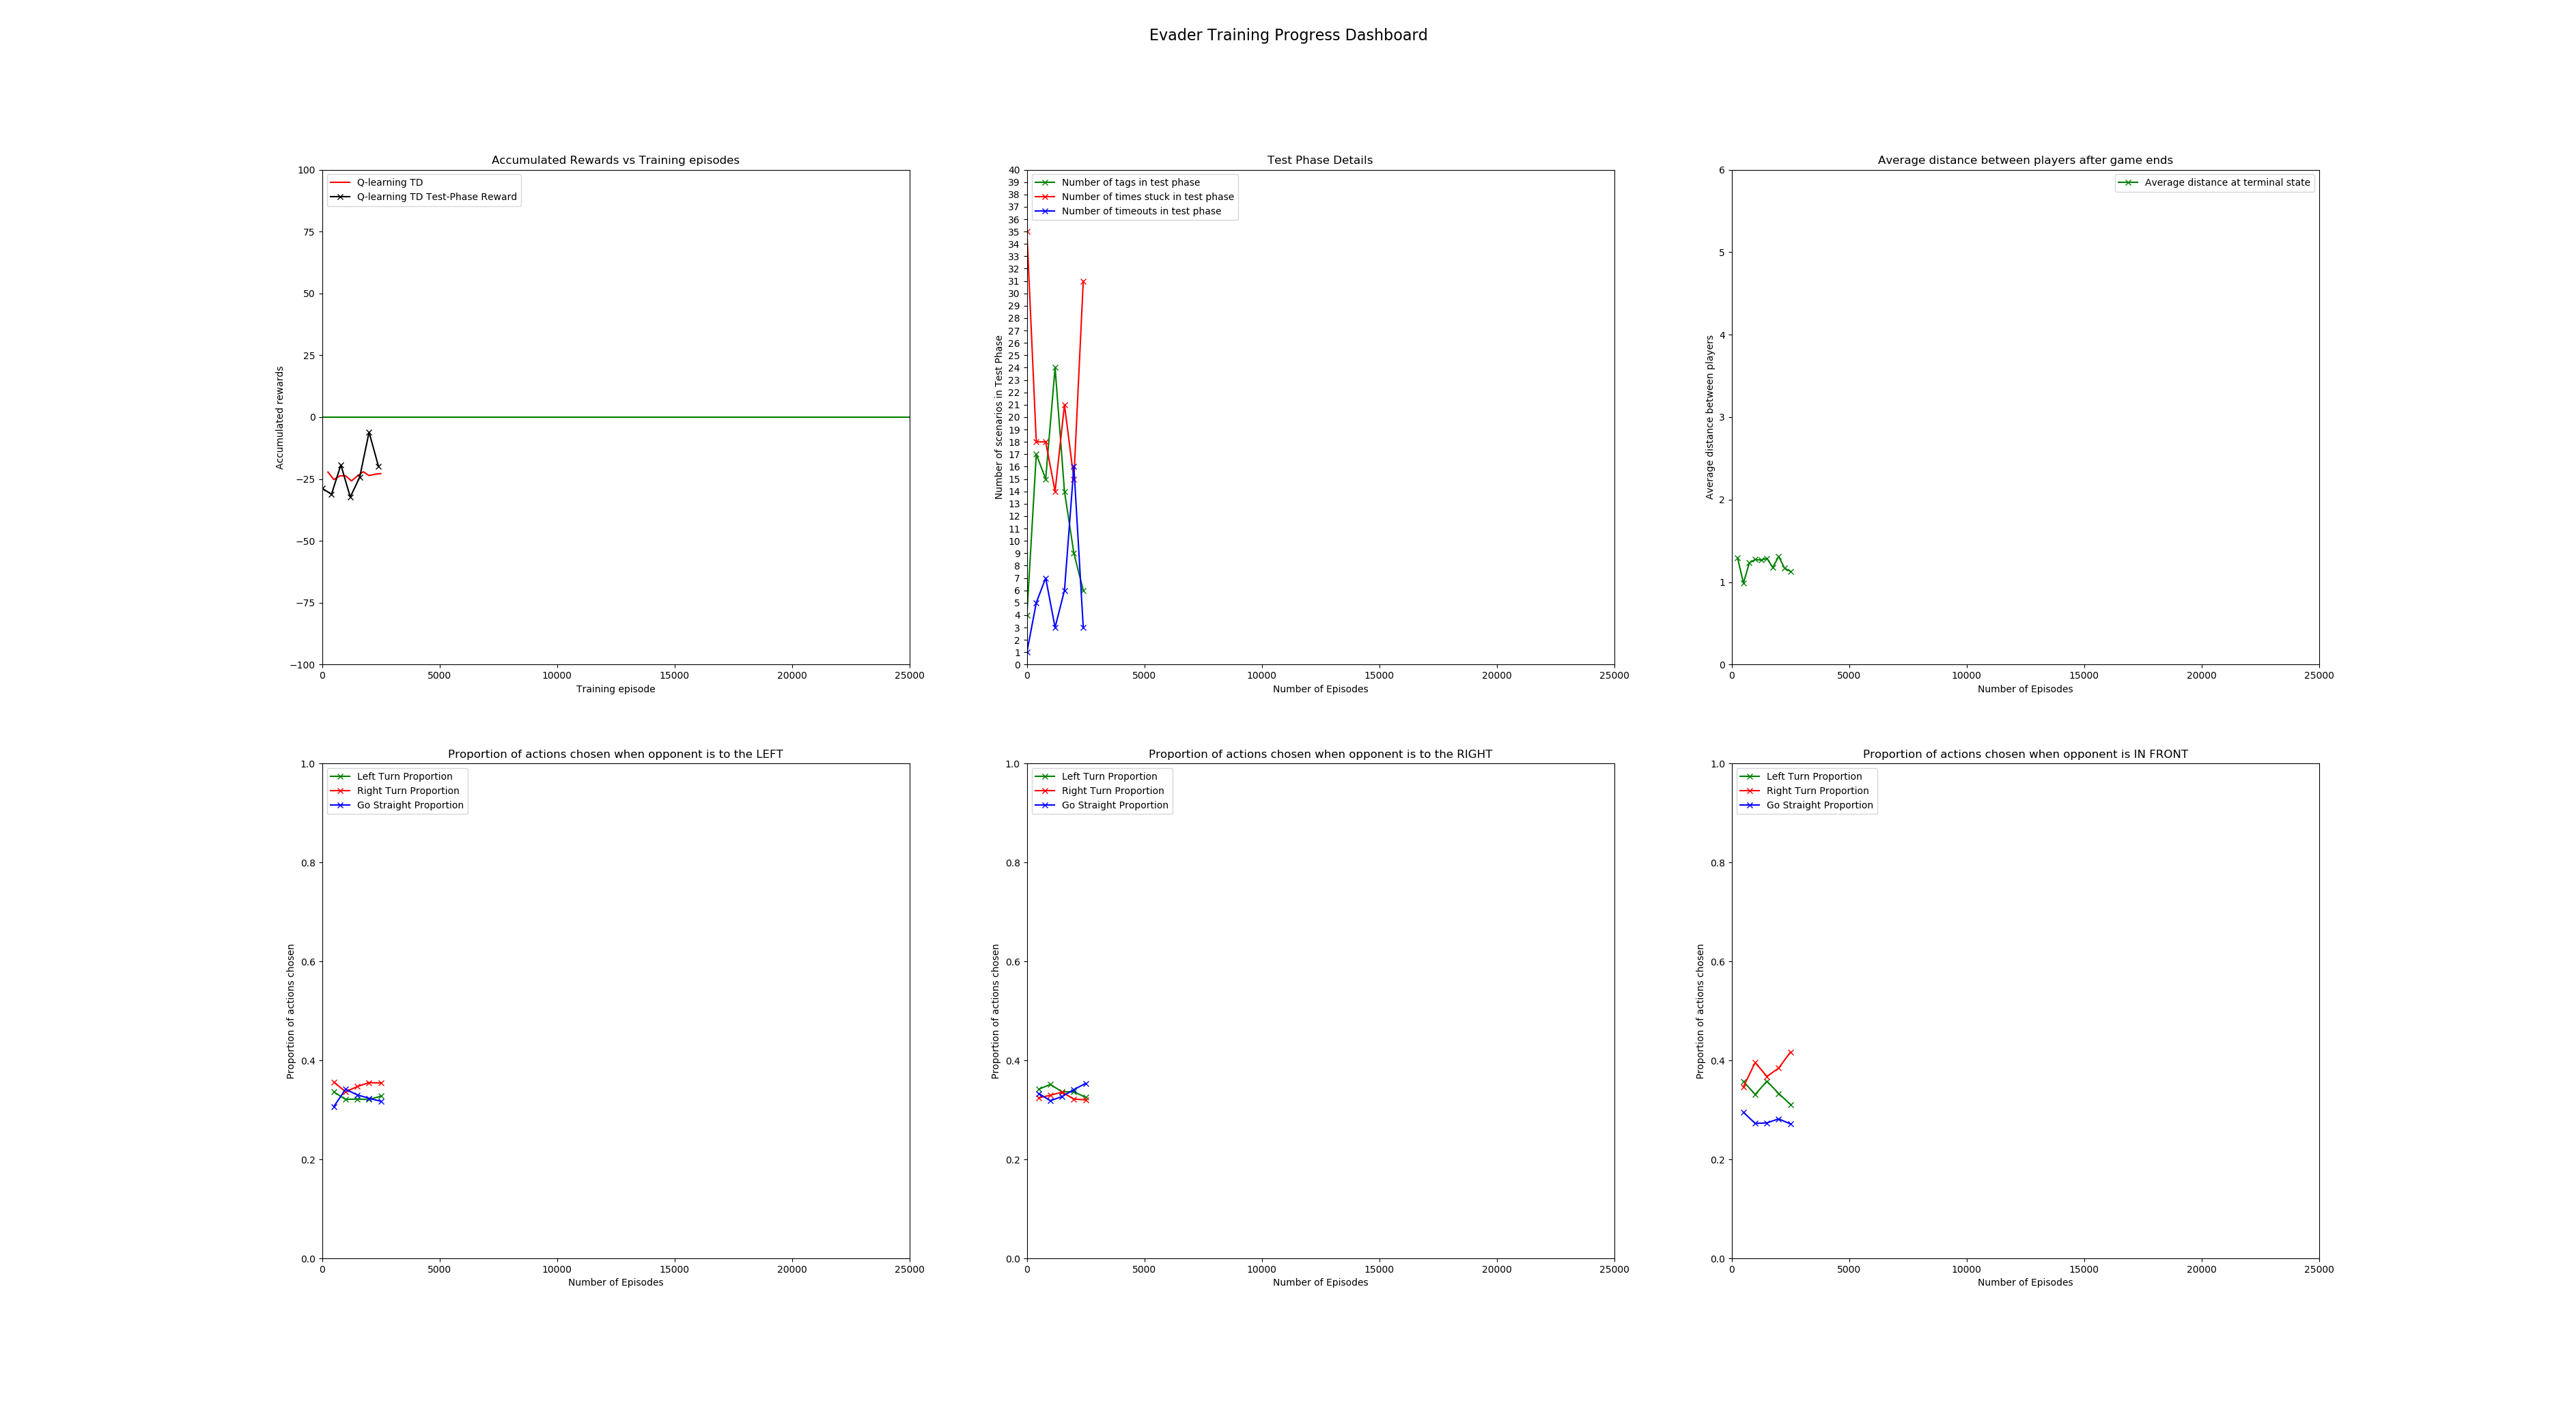 Evader Training Progress Dashboard
Accumulated Rewards vs Training episodes
Q-learning TD
Q-learning TD Test-Phase Reward
100
75
50
25
0
−25
−50
−75
−100
Accumulated rewards
0 5000 10000 15000 20000 25000
Training episode
Test Phase Details
Number of tags in test phase
Number of times stuck in test phase
Number of timeouts in test phase
40
39
38
37
36
35
34
33
32
31
30
29
28
27
26
25
24
23
22
21
20
19
18
17
16
15
14
13
12
11
10
9
8
7
6
5
4
3
2
1
0
Number of scenarios in Test Phase
0 5000 10000 15000 20000 25000
Number of Episodes
Average distance between players after game ends
Average distance at terminal state
6
5
4
3
2
1
0
Average distance between players
0 5000 10000 15000 20000 25000
Number of Episodes
Proportion of actions chosen when opponent is to the LEFT
Left Turn Proportion
Right Turn Proportion
Go Straight Proportion
1.0
0.8
0.6
0.4
0.2
0.0
Proportion of actions chosen
0 5000 10000 15000 20000 25000
Number of Episodes
Proportion of actions chosen when opponent is to the RIGHT
Left Turn Proportion
Right Turn Proportion
Go Straight Proportion
1.0
0.8
0.6
0.4
0.2
0.0
Proportion of actions chosen
0 5000 10000 15000 20000 25000
Number of Episodes
Proportion of actions chosen when opponent is IN FRONT
Left Turn Proportion
Right Turn Proportion
Go Straight Proportion
1.0
0.8
0.6
0.4
0.2
0.0
Proportion of actions chosen
0 5000 10000 15000 20000 25000
Number of Episodes